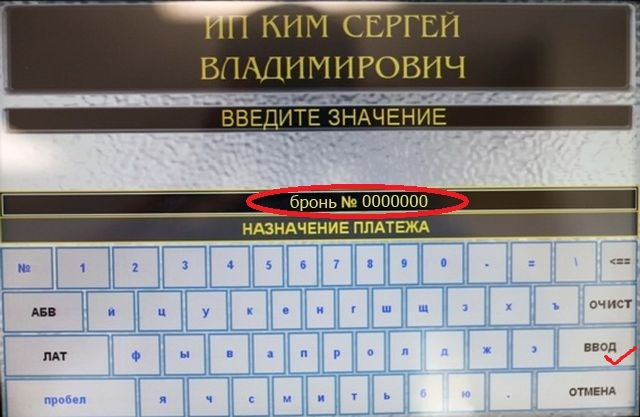 ИП КИМ СЕРГЕЙ
ВЛАДИМИРОВИЧ
ВВЕДИТЕ ЗНАЧЕНИЕ
бронь № 0000000
НАЗНАЧЕНИЕ ПЛАТЕЖА
№ 1 2 3 4 5 6 7 8 9 0 - = \ <==
АБВ й ц у к е н г ш щ з х ъ ОЧИСТ
ЛАТ ф ы в а п р о л д ж э ВВОД
пробел я ч с м и т ь б ю . ОТМЕНА